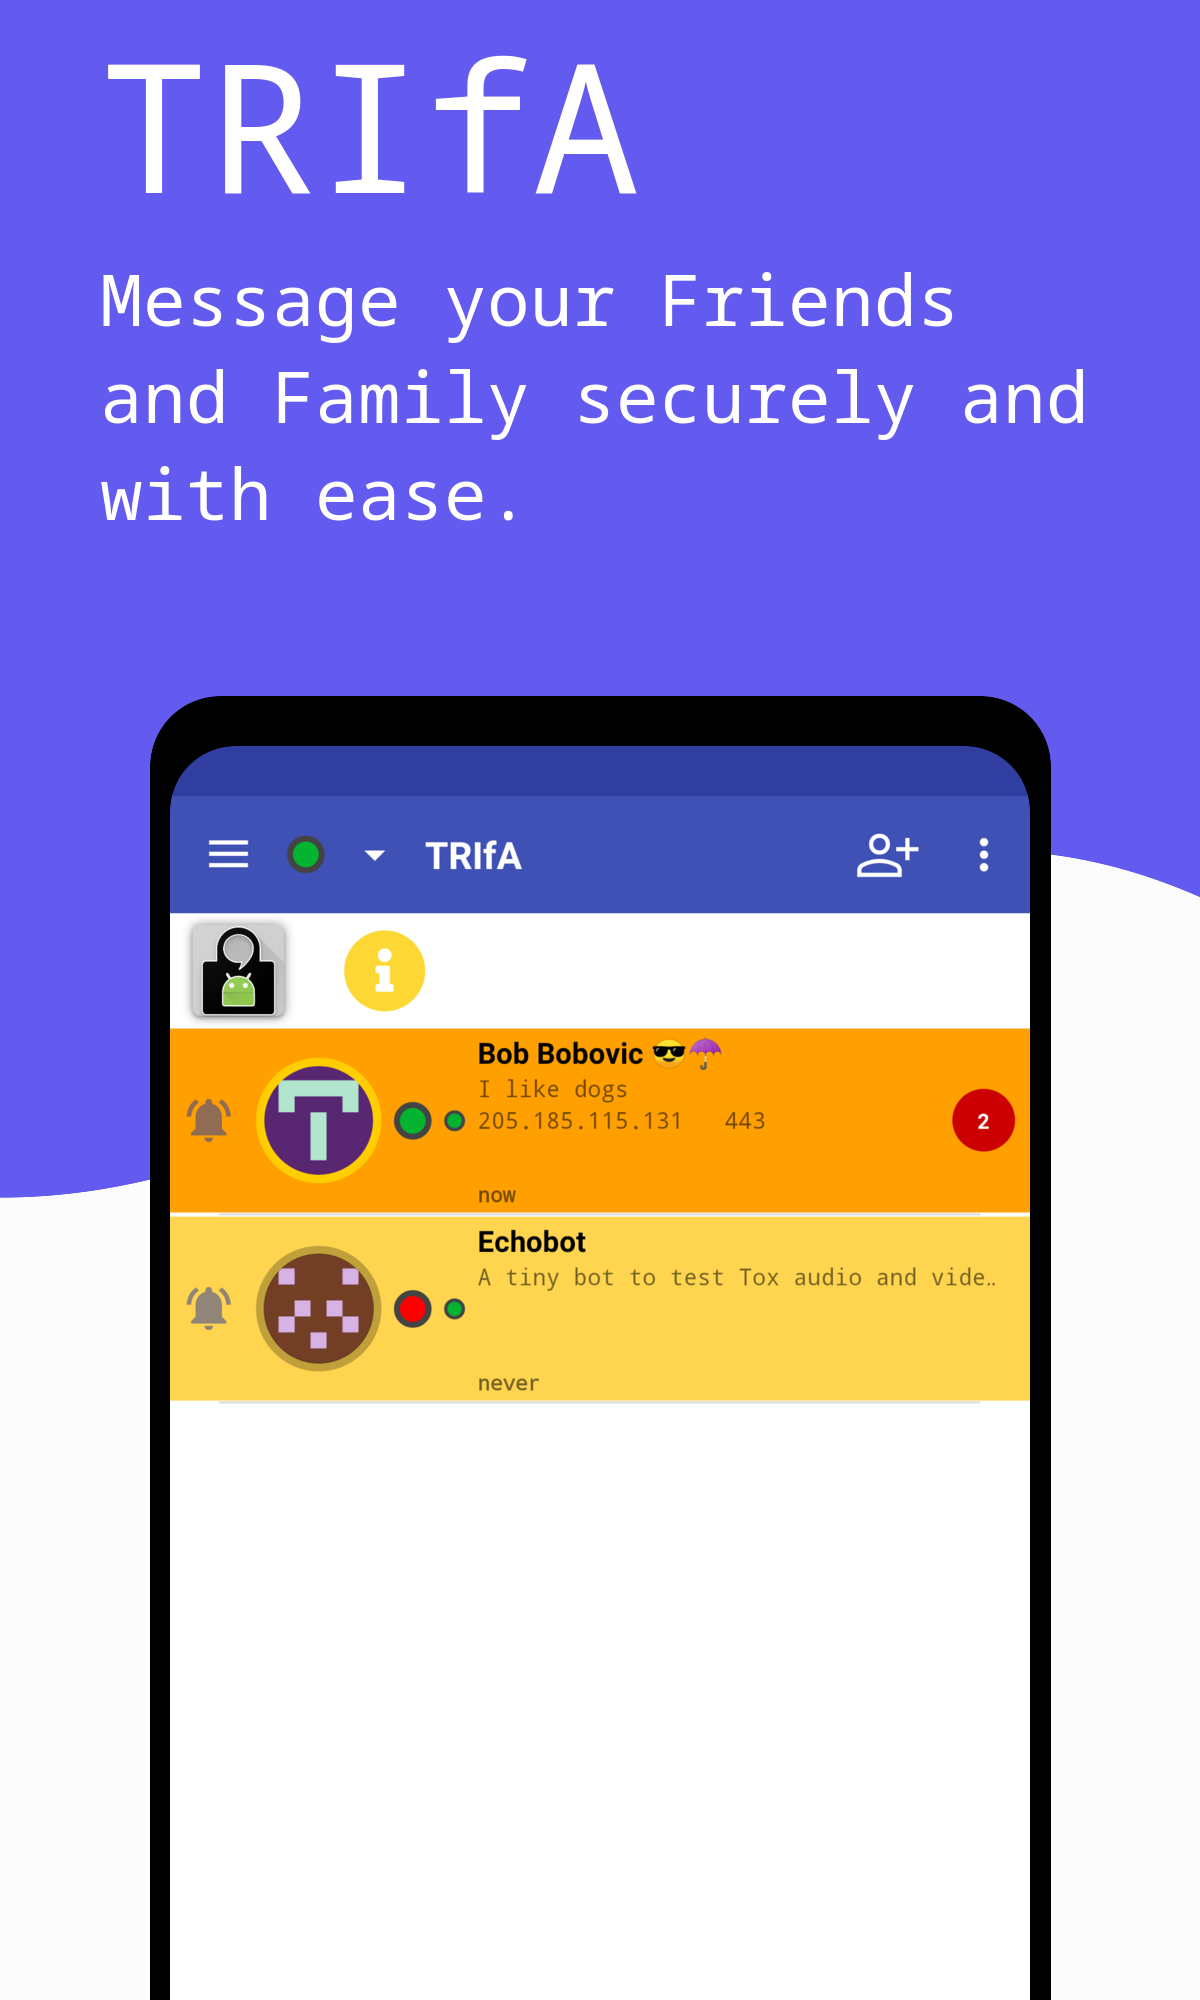 TRIfA
Message your Friends
and Family securely and
with ease.
TRIfA
Bob Bobovic 😎☂
I like dogs
205.185.115.131 443
2
now
Echobot
A tiny bot to test Tox audio and vide..
never